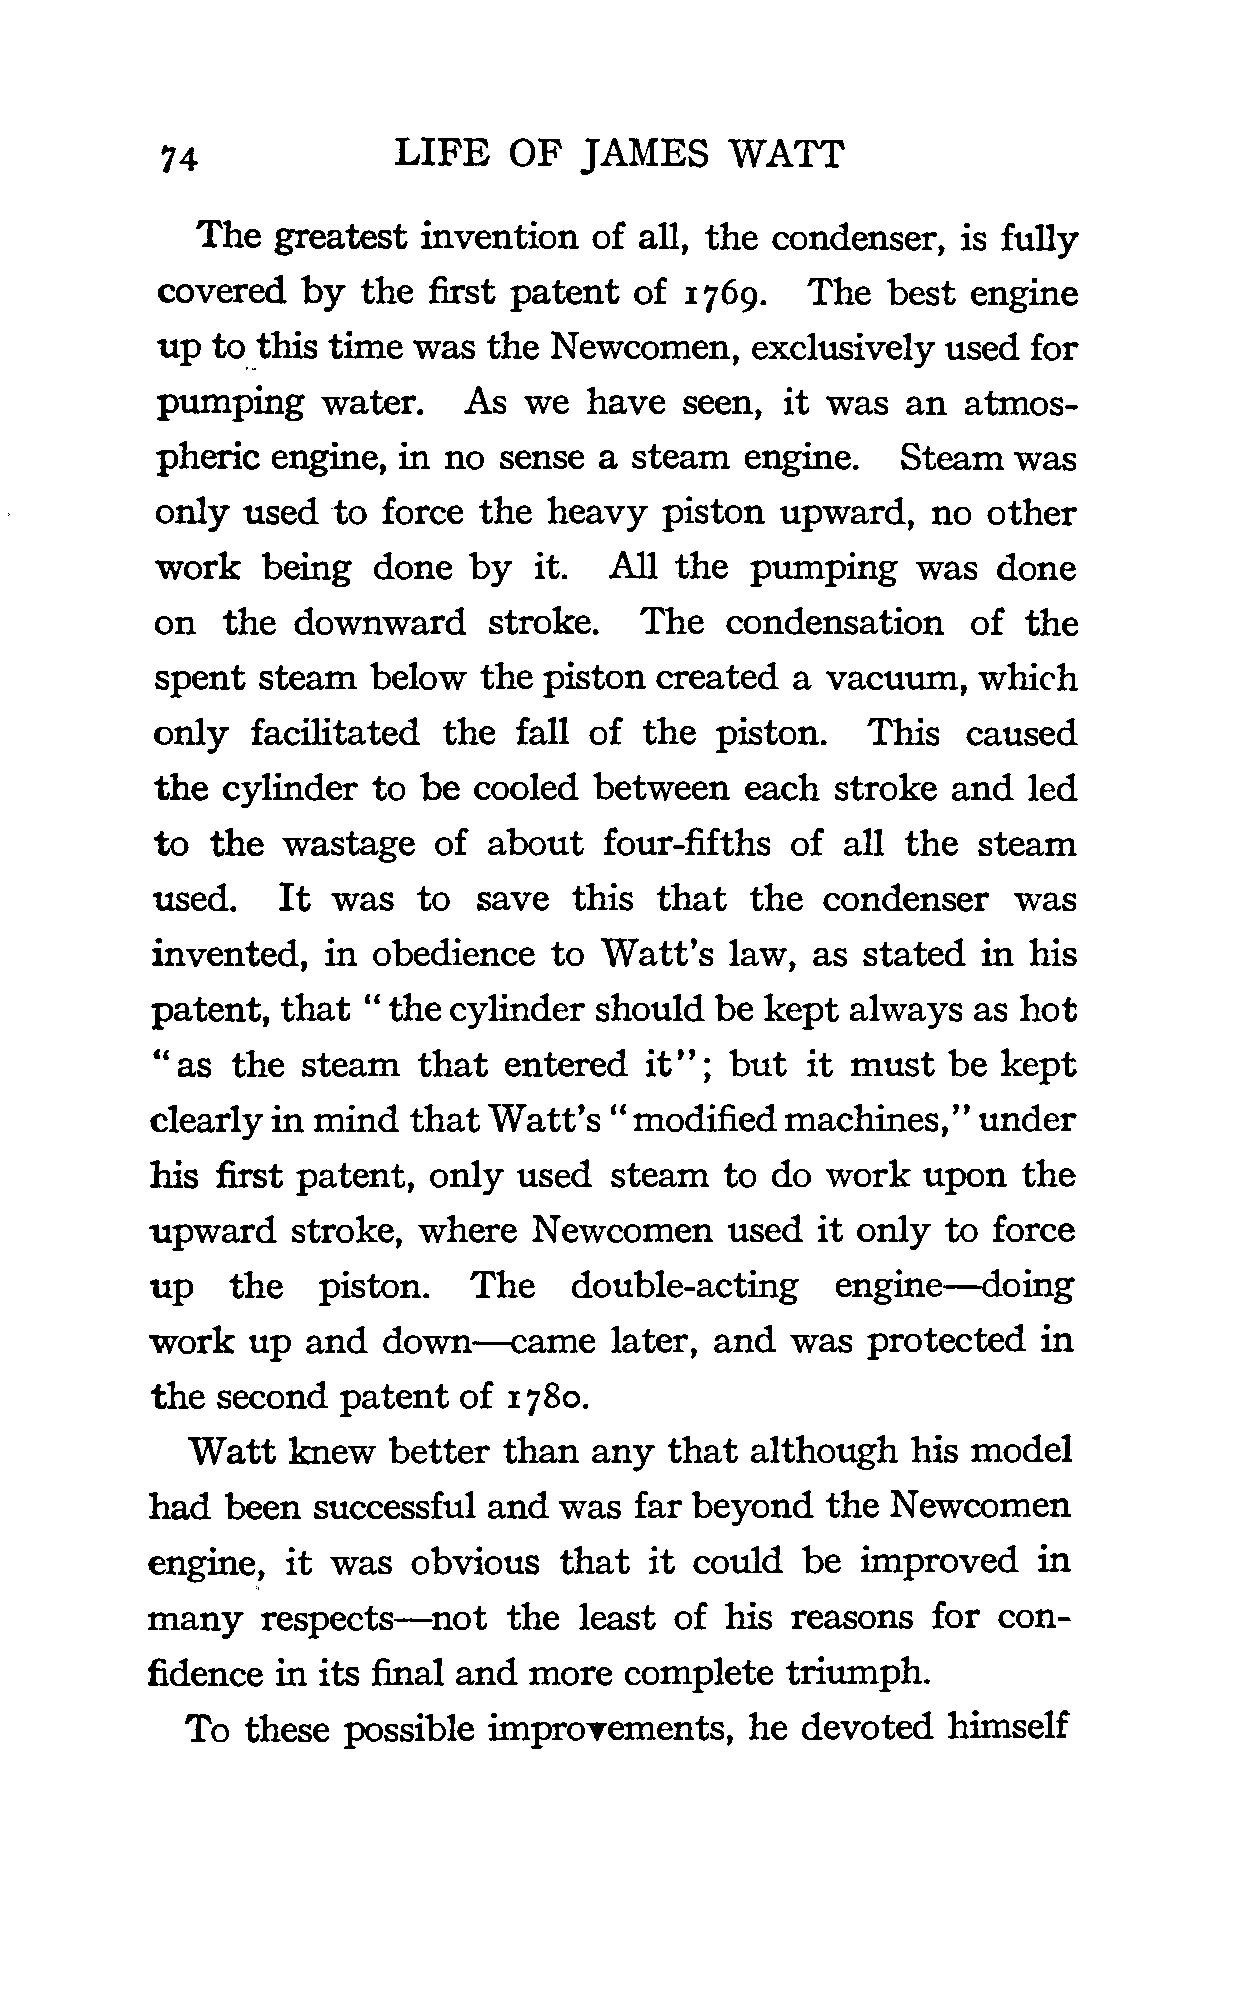 74 LIFE OF JAMES WATT
The greatest invention of all, the condenser, is fully
covered by the first patent of 1769. The best engine
up to this time was the Newcomen, exclusively used for
pumping water. As we have seen, it was an atmos-
pheric engine, in no sense a steam engine. Steam was
only used to force the heavy piston upward, no other
work being done by it. All the pumping was done
on the downward stroke. The condensation of the
spent steam below the piston created a vacuum, which
only facilitated the fall of the piston. This caused
the cylinder to be cooled between each stroke and led
to the wastage of about four-fifths of all the steam
used. It was to save this that the condenser was
invented, in obedience to Watt's law, as stated in his
patent, that "the cylinder should be kept always as hot
"as the steam that entered it"; but it must be kept
clearly in mind that Watt's "modified machines," under
his first patent, only used steam to do work upon the
upward stroke, where Newcomen used it only to force
up the piston. The double-acting engine—doing
work up and down—came later, and was protected in
the second patent of 1780.
Watt knew better than any that although his model
had been successful and was far beyond the Newcomen
engine, it was obvious that it could be improved in
many respects—not the least of his reasons for con-
fidence in its final and more complete triumph.
To these possible improvements, he devoted himself